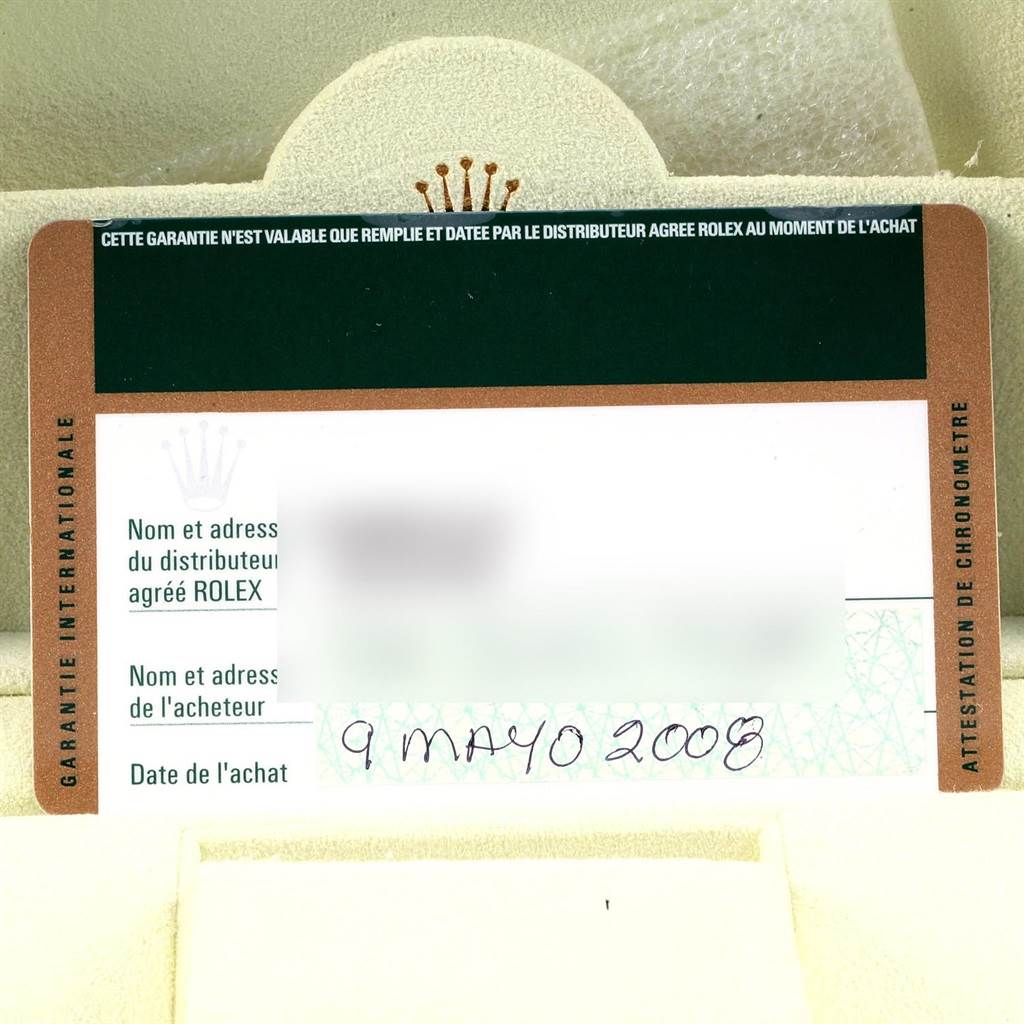 CETTE GARANTIE N'EST VALABLE QUE REMPLIE ET DATEE PAR LE DISTRIBUTEUR AGREE ROLEX AU MOMENT DE L'ACHAT
GARANTIE INTERNATIONALE
Nom et adress
du distributeur
agréé ROLEX
Nom et adress
de l'acheteur
Date de l'achat
9 MAYO 2008
ATTESTATION DE CHRONOMETRE